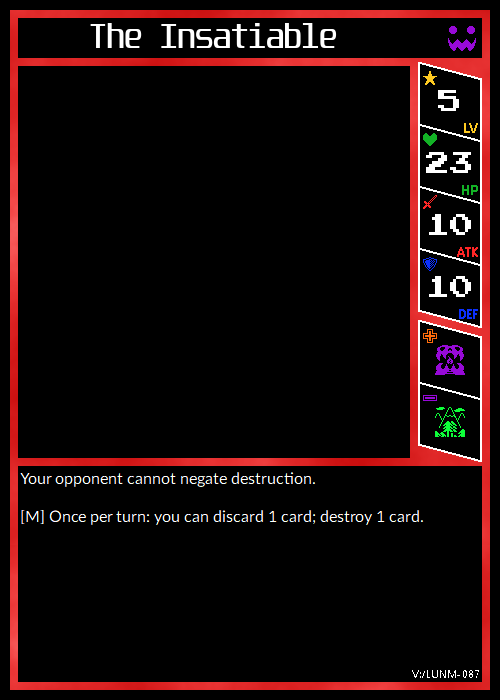 The Insatiable
5
LV
23
HP
10
ATK
10
DEF
Your opponent cannot negate destruction.
[M] Once per turn: you can discard 1 card; destroy 1 card.
V:/LUNM-087